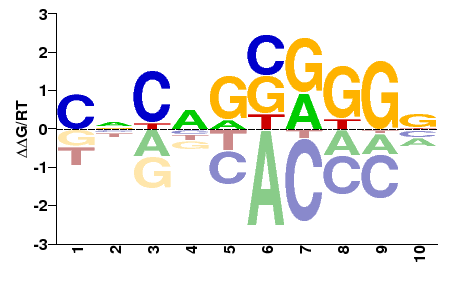 ΔΔG/RT
3
2
1
0
-1
-2
-3
C G T
A
C T A G
A C T G
G A T C
C G T A
G A T C
G T A C
G A C
G C A
1 2 3 4 5 6 7 8 9 10